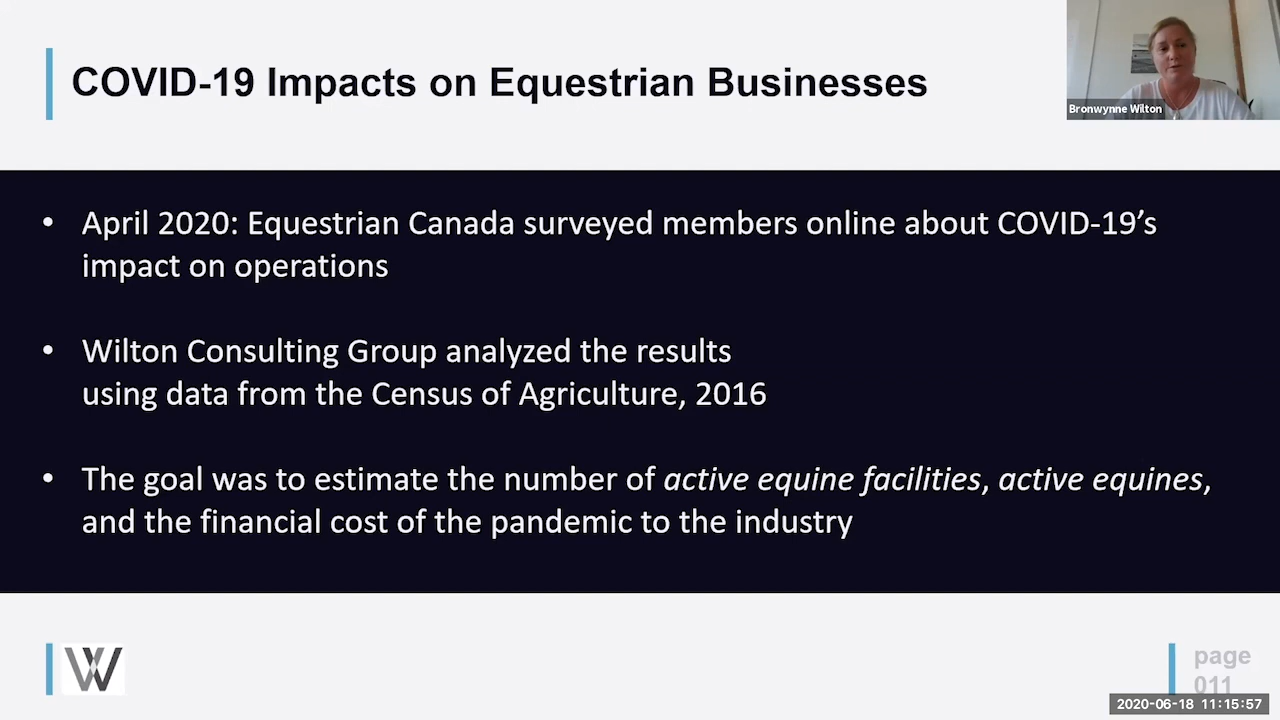 COVID-19 Impacts on Equestrian Businesses
Bronwynne Wilton
• April 2020: Equestrian Canada surveyed members online about COVID-19’s
impact on operations
• Wilton Consulting Group analyzed the results
using data from the Census of Agriculture, 2016
• The goal was to estimate the number of active equine facilities, active equines,
and the financial cost of the pandemic to the industry
W
page
011
2020-06-18 11:15:57